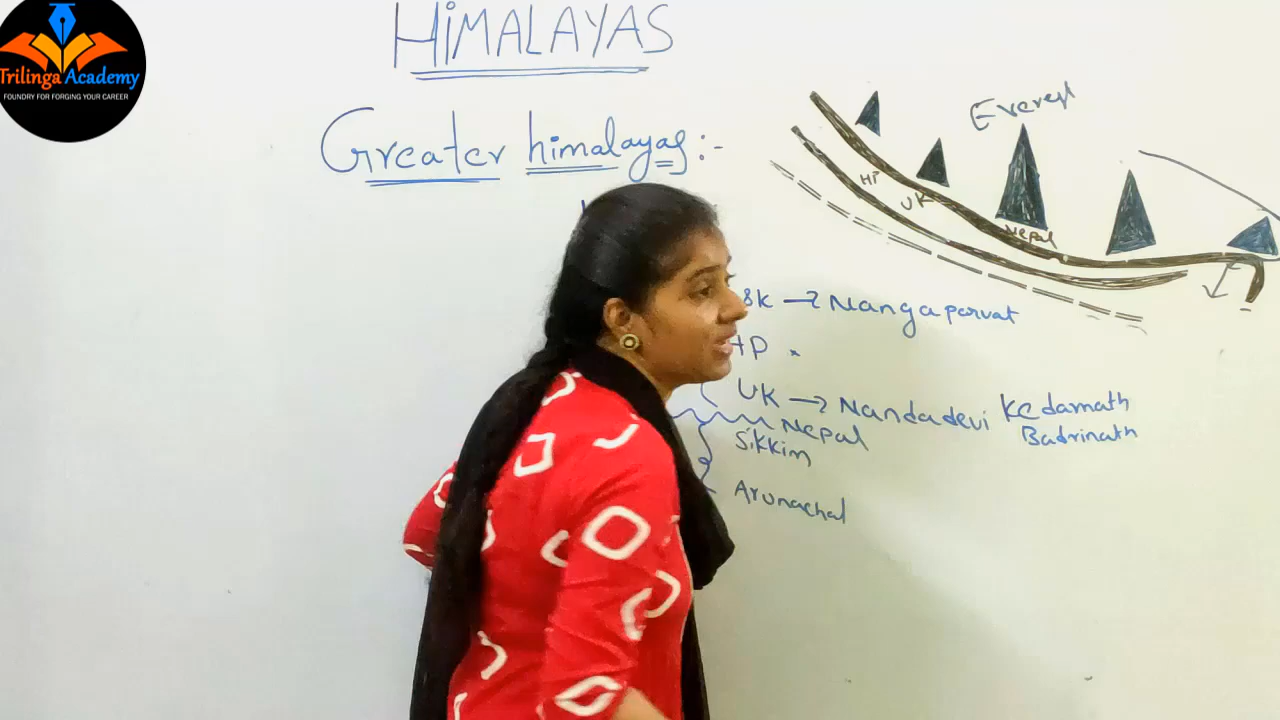 Trilinga Academy
FOUNDRY FOR FORGING YOUR CAREER
HiMALAYAS
Greater himalayas :-
Everest
HP
UK
Nepal
&K → Nangaparvat
HP
UK → Nandadevi Kedarnath
Badrinath
Nepal
Sikkim
Arunachal